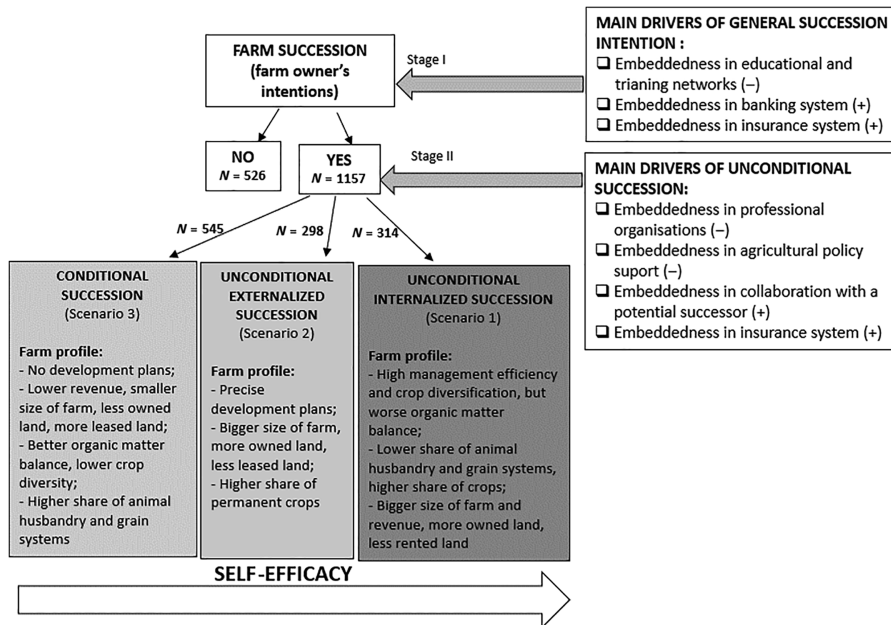 FARM SUCCESSION
(farm owner's
intentions)
Stage I
MAIN DRIVERS OF GENERAL SUCCESSION
INTENTION :
❑ Embeddedness in educational and
trianing networks (−)
❑ Embeddedness in banking system (+)
❑ Embeddedness in insurance system (+)
NO
N = 526
YES
N = 1157
Stage II
MAIN DRIVERS OF UNCONDITIONAL
SUCCESSION:
❑ Embeddedness in professional
organisations (−)
❑ Embeddedness in agricultural policy
suport (−)
❑ Embeddedness in collaboration with a
potential successor (+)
❑ Embeddedness in insurance system (+)
N = 545
N = 298
N = 314
CONDITIONAL
SUCCESSION
(Scenario 3)
Farm profile:
- No development plans;
- Lower revenue, smaller
size of farm, less owned
land, more leased land;
- Better organic matter
balance, lower crop
diversity;
- Higher share of animal
husbandry and grain
systems
UNCONDITIONAL
EXTERNALIZED
SUCCESSION
(Scenario 2)
Farm profile:
- Precise
development plans;
- Bigger size of farm,
more owned land,
less leased land;
- Higher share of
permanent crops
UNCONDITIONAL
INTERNALIZED SUCCESSION
(Scenario 1)
Farm profile:
- High management efficiency
and crop diversification, but
worse organic matter
balance;
- Lower share of animal
husbandry and grain systems,
higher share of crops;
- Bigger size of farm and
revenue, more owned land,
less rented land
SELF-EFFICACY